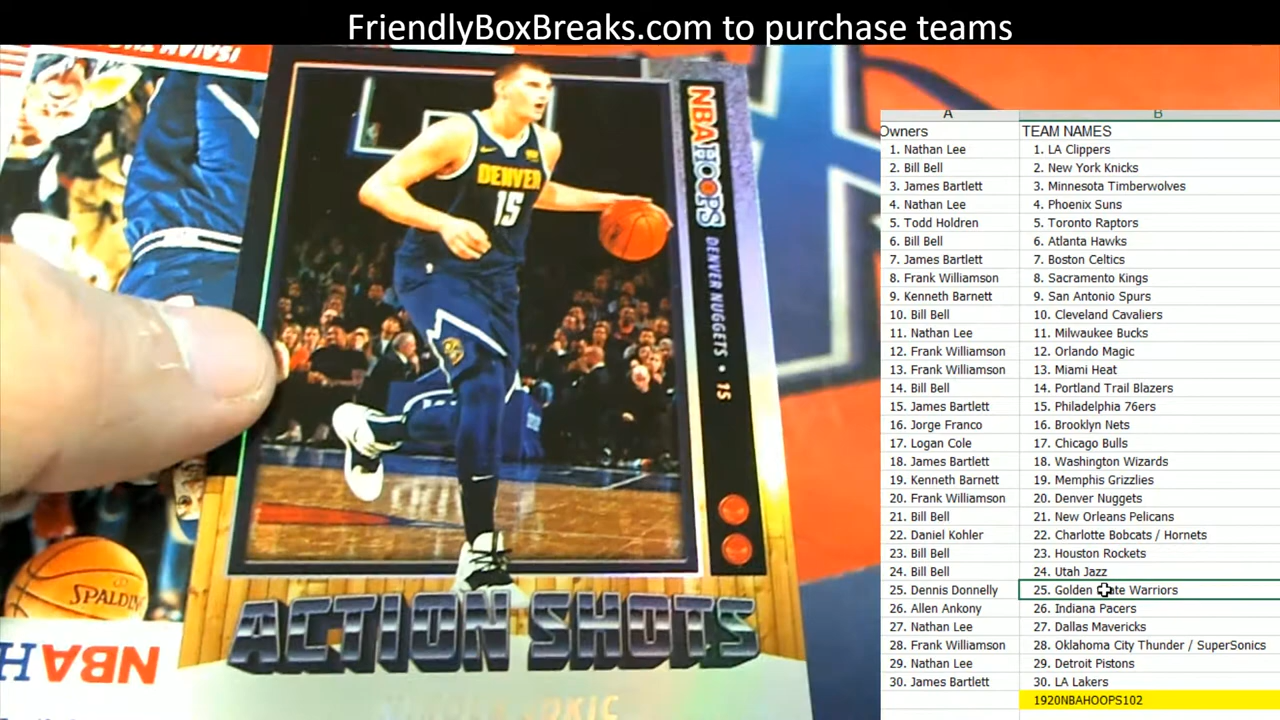 FriendlyBoxBreaks.com to purchase teams
DENVER
15
NBA HOOPS
DENVER NUGGETS • 15
ACTION SHOTS
SPALDING
NBA H
A B
Owners TEAM NAMES
1. Nathan Lee 1. LA Clippers
2. Bill Bell 2. New York Knicks
3. James Bartlett 3. Minnesota Timberwolves
4. Nathan Lee 4. Phoenix Suns
5. Todd Holdren 5. Toronto Raptors
6. Bill Bell 6. Atlanta Hawks
7. James Bartlett 7. Boston Celtics
8. Frank Williamson 8. Sacramento Kings
9. Kenneth Barnett 9. San Antonio Spurs
10. Bill Bell 10. Cleveland Cavaliers
11. Nathan Lee 11. Milwaukee Bucks
12. Frank Williamson 12. Orlando Magic
13. Frank Williamson 13. Miami Heat
14. Bill Bell 14. Portland Trail Blazers
15. James Bartlett 15. Philadelphia 76ers
16. Jorge Franco 16. Brooklyn Nets
17. Logan Cole 17. Chicago Bulls
18. James Bartlett 18. Washington Wizards
19. Kenneth Barnett 19. Memphis Grizzlies
20. Frank Williamson 20. Denver Nuggets
21. Bill Bell 21. New Orleans Pelicans
22. Daniel Kohler 22. Charlotte Bobcats / Hornets
23. Bill Bell 23. Houston Rockets
24. Bill Bell 24. Utah Jazz
25. Dennis Donnelly 25. Golden Warriors
26. Allen Ankony 26. Indiana Pacers
27. Nathan Lee 27. Dallas Mavericks
28. Frank Williamson 28. Oklahoma City Thunder / SuperSonics
29. Nathan Lee 29. Detroit Pistons
30. James Bartlett 30. LA Lakers
1920NBAHOOPS102